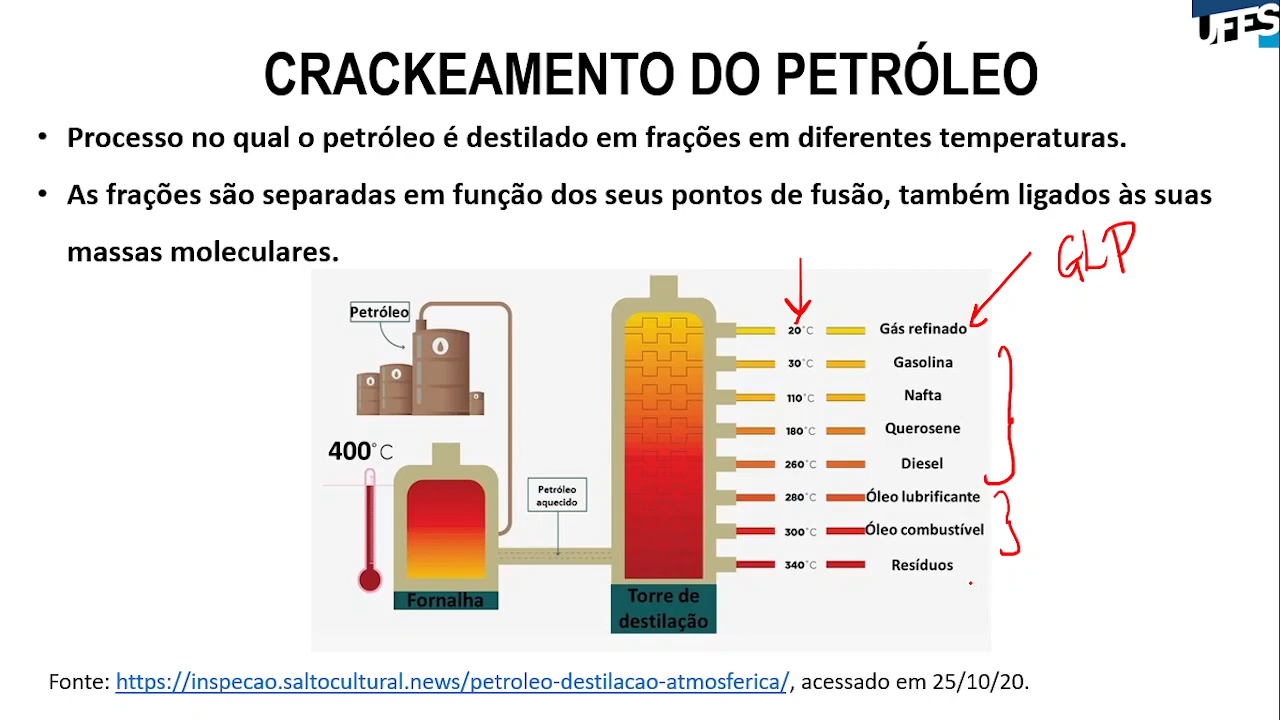 UFES
CRACKEAMENTO DO PETRÓLEO
• Processo no qual o petróleo é destilado em frações em diferentes temperaturas.
• As frações são separadas em função dos seus pontos de fusão, também ligados às suas
massas moleculares.
GLP
Petróleo
400°C
Fornalha
Petróleo
aquecido
Torre de
destilação
20°C Gás refinado
30°C Gasolina
110°C Nafta
180°C Querosene
260°C Diesel
280°C Óleo lubrificante
300°C Óleo combustível
340°C Resíduos
Fonte: https://inspecao.saltocultural.news/petroleo-destilacao-atmosferica/, acessado em 25/10/20.